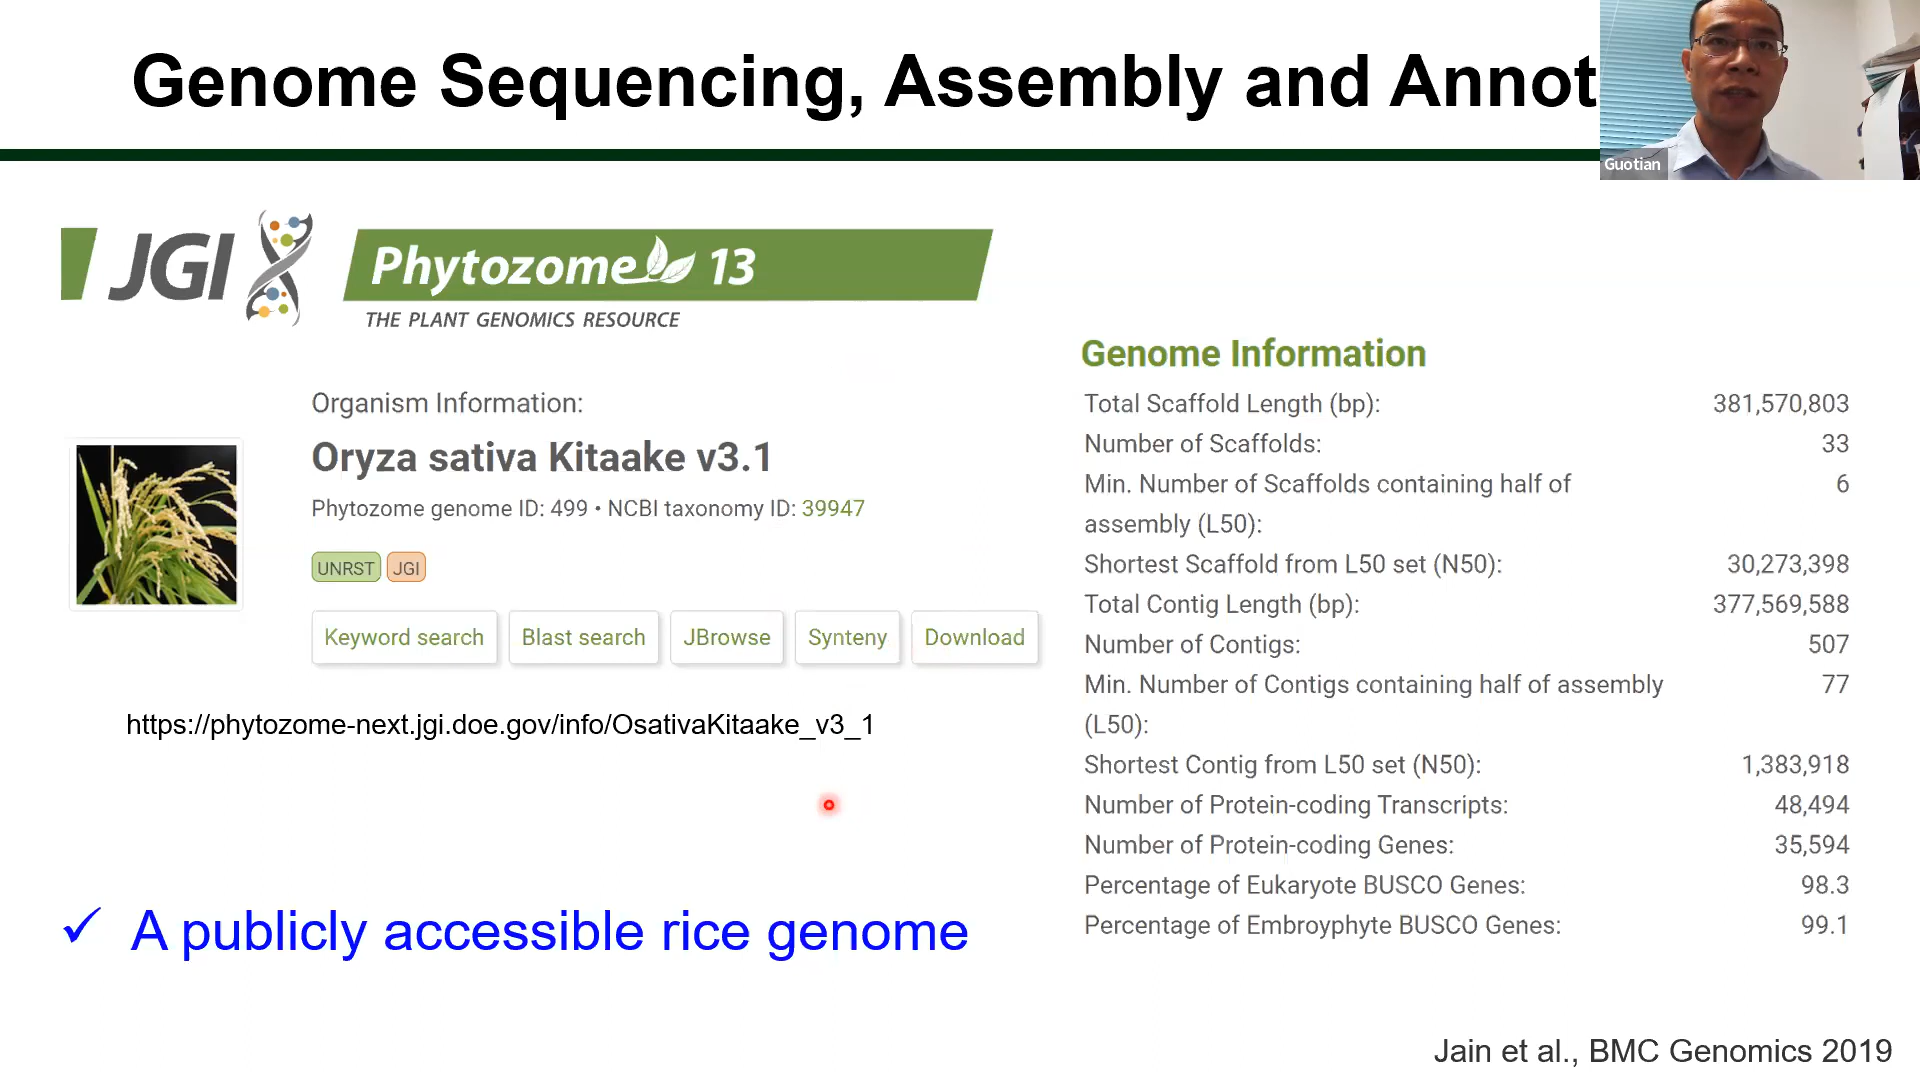 Genome Sequencing, Assembly and Annot
Guotian
JGI
Phytozome 13
THE PLANT GENOMICS RESOURCE
Organism Information:
Oryza sativa Kitaake v3.1
Phytozome genome ID: 499 • NCBI taxonomy ID: 39947
UNRST JGI
Keyword search Blast search JBrowse Synteny Download
https://phytozome-next.jgi.doe.gov/info/OsativaKitaake_v3_1
✓ A publicly accessible rice genome
Genome Information
Total Scaffold Length (bp): 381,570,803
Number of Scaffolds: 33
Min. Number of Scaffolds containing half of 6
assembly (L50):
Shortest Scaffold from L50 set (N50): 30,273,398
Total Contig Length (bp): 377,569,588
Number of Contigs: 507
Min. Number of Contigs containing half of assembly 77
(L50):
Shortest Contig from L50 set (N50): 1,383,918
Number of Protein-coding Transcripts: 48,494
Number of Protein-coding Genes: 35,594
Percentage of Eukaryote BUSCO Genes: 98.3
Percentage of Embroyphyte BUSCO Genes: 99.1
Jain et al., BMC Genomics 2019